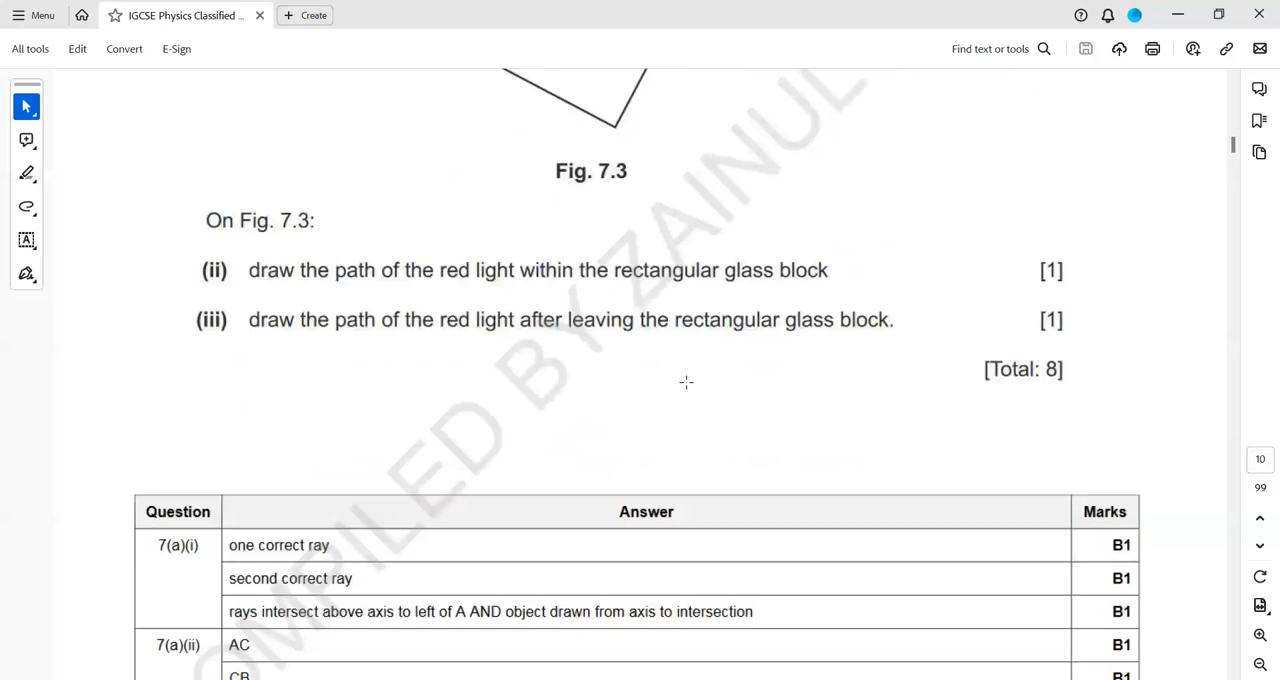 Menu
IGCSE Physics Classified ...
Create
All tools
Edit
Convert
E-Sign
Find text or tools
Fig. 7.3
On Fig. 7.3:
(ii) draw the path of the red light within the rectangular glass block [1]
(iii) draw the path of the red light after leaving the rectangular glass block. [1]
[Total: 8]
COMPILED BY ZAINUL
10
99
Question Answer Marks
7(a)(i) one correct ray B1
second correct ray B1
rays intersect above axis to left of A AND object drawn from axis to intersection B1
7(a)(ii) AC B1
CB B1